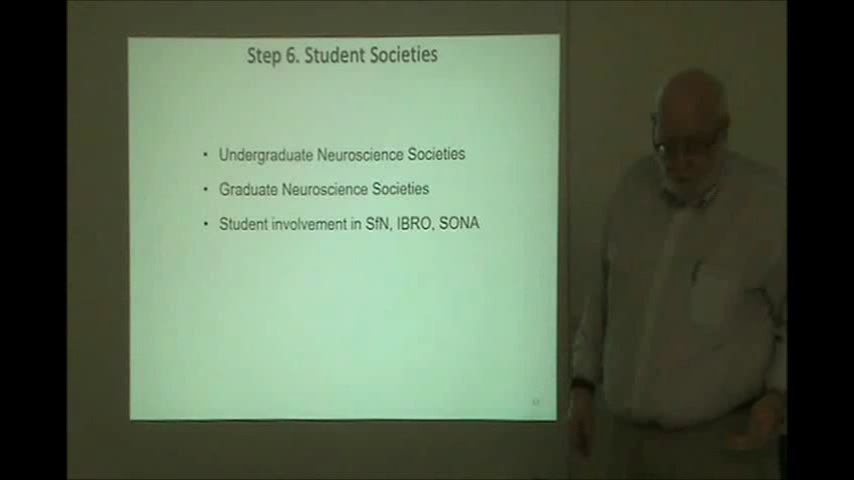 Step 6. Student Societies
• Undergraduate Neuroscience Societies
• Graduate Neuroscience Societies
• Student involvement in SfN, IBRO, SONA